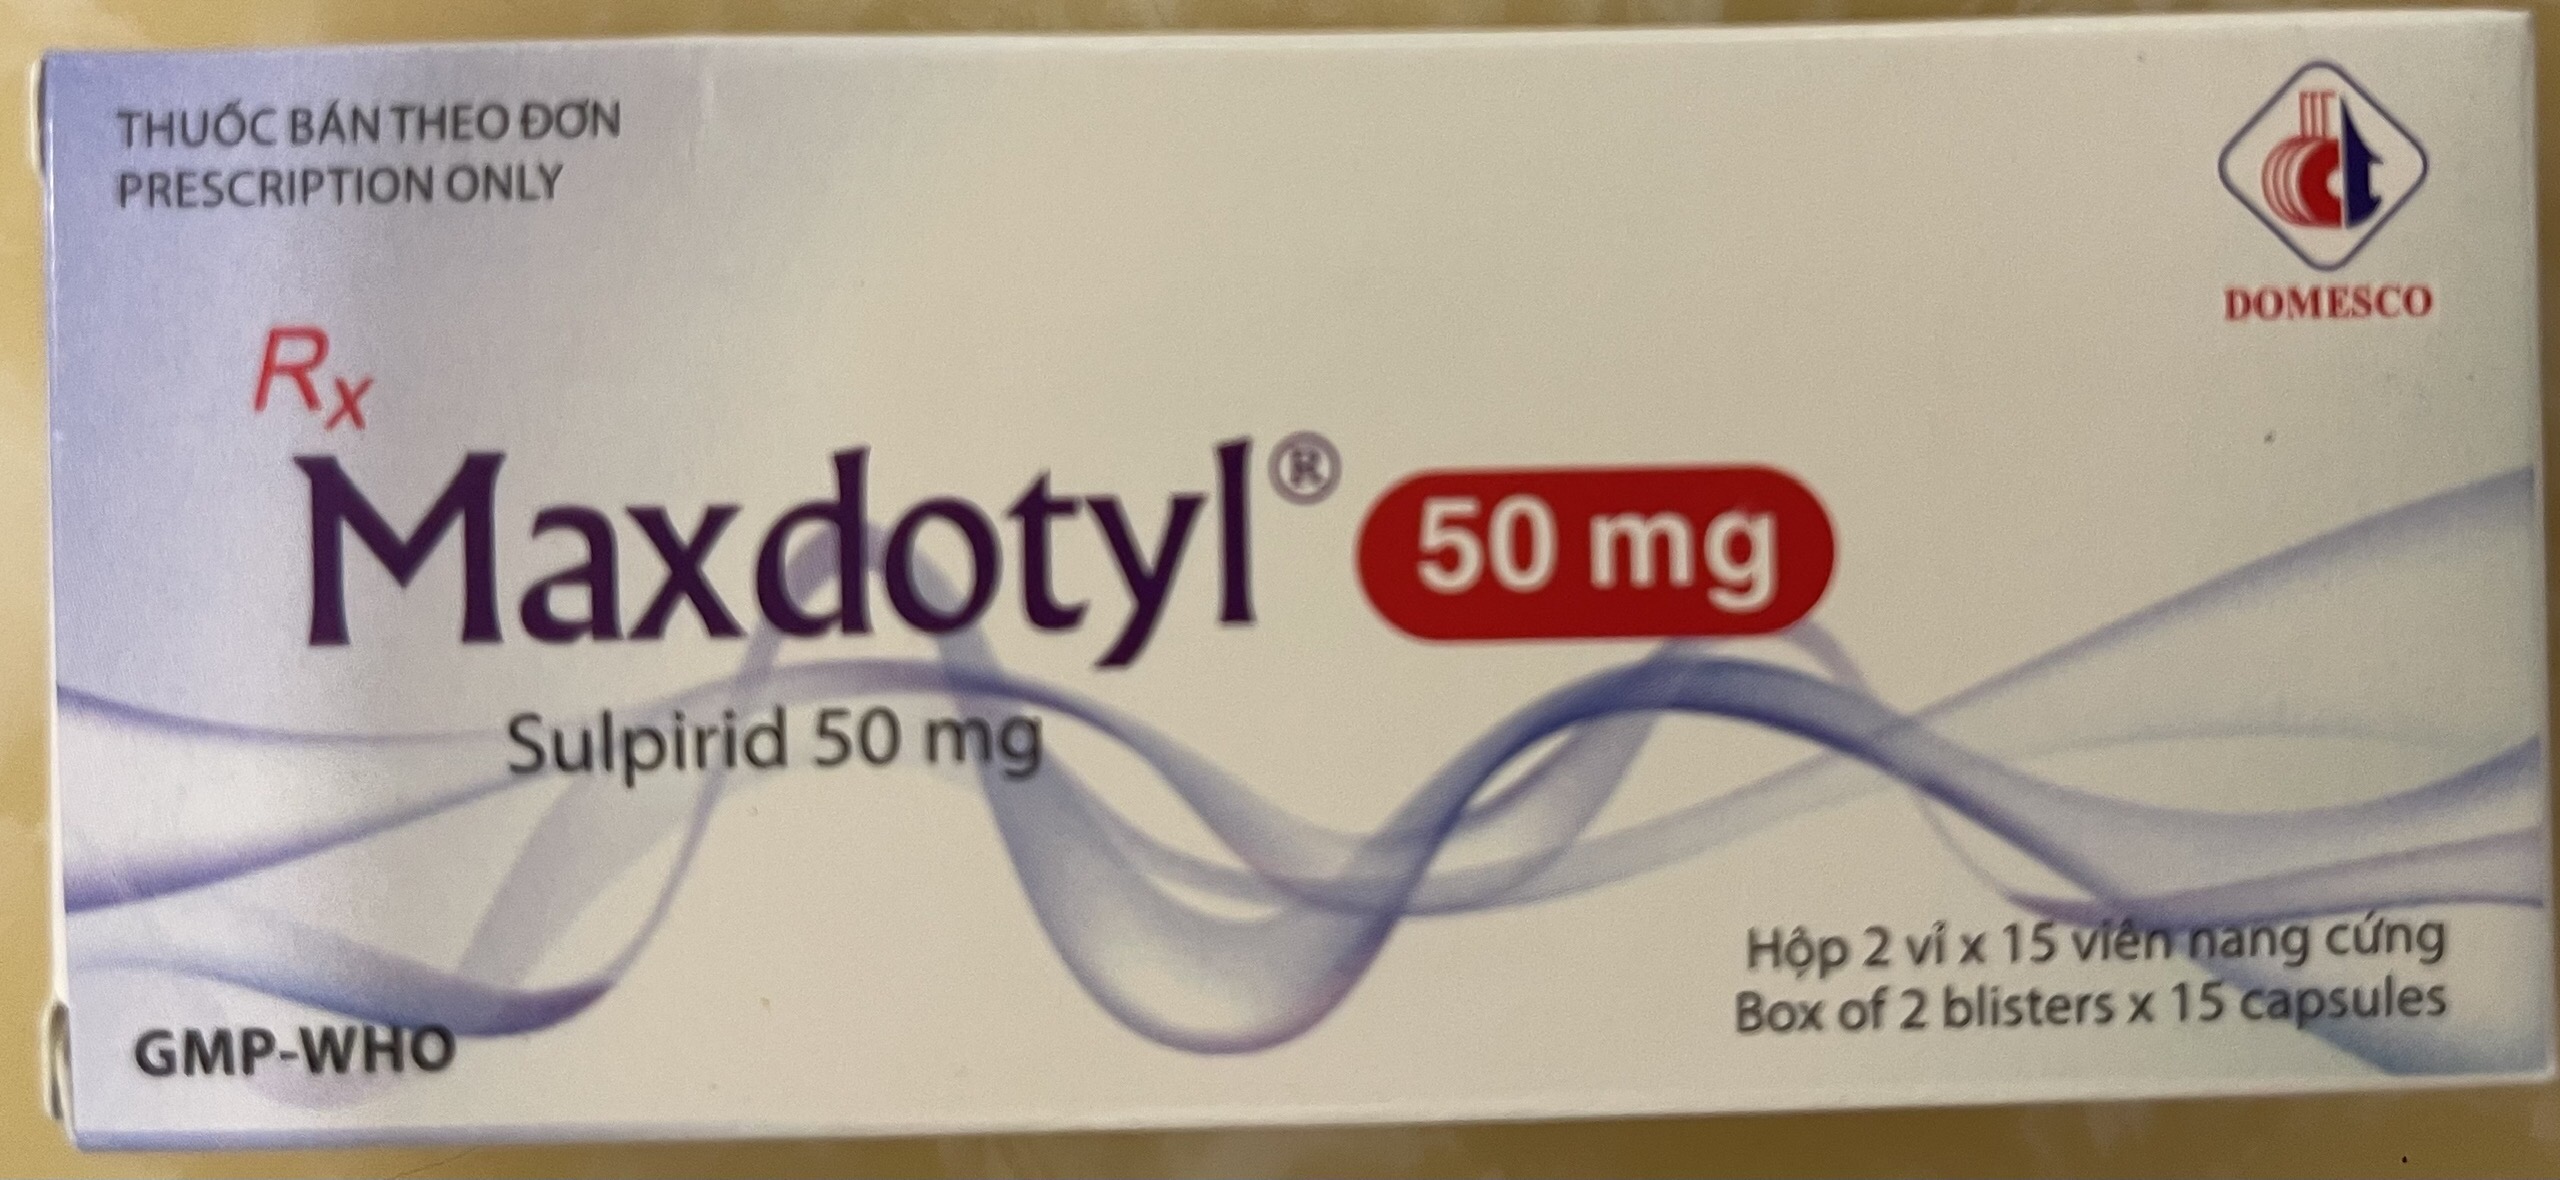 THUỐC BÁN THEO ĐƠN
PRESCRIPTION ONLY
DOMESCO
Rx
Maxdotyl® 50 mg
Sulpirid 50 mg
Hộp 2 vỉ x 15 viên nang cứng
Box of 2 blisters x 15 capsules
GMP-WHO